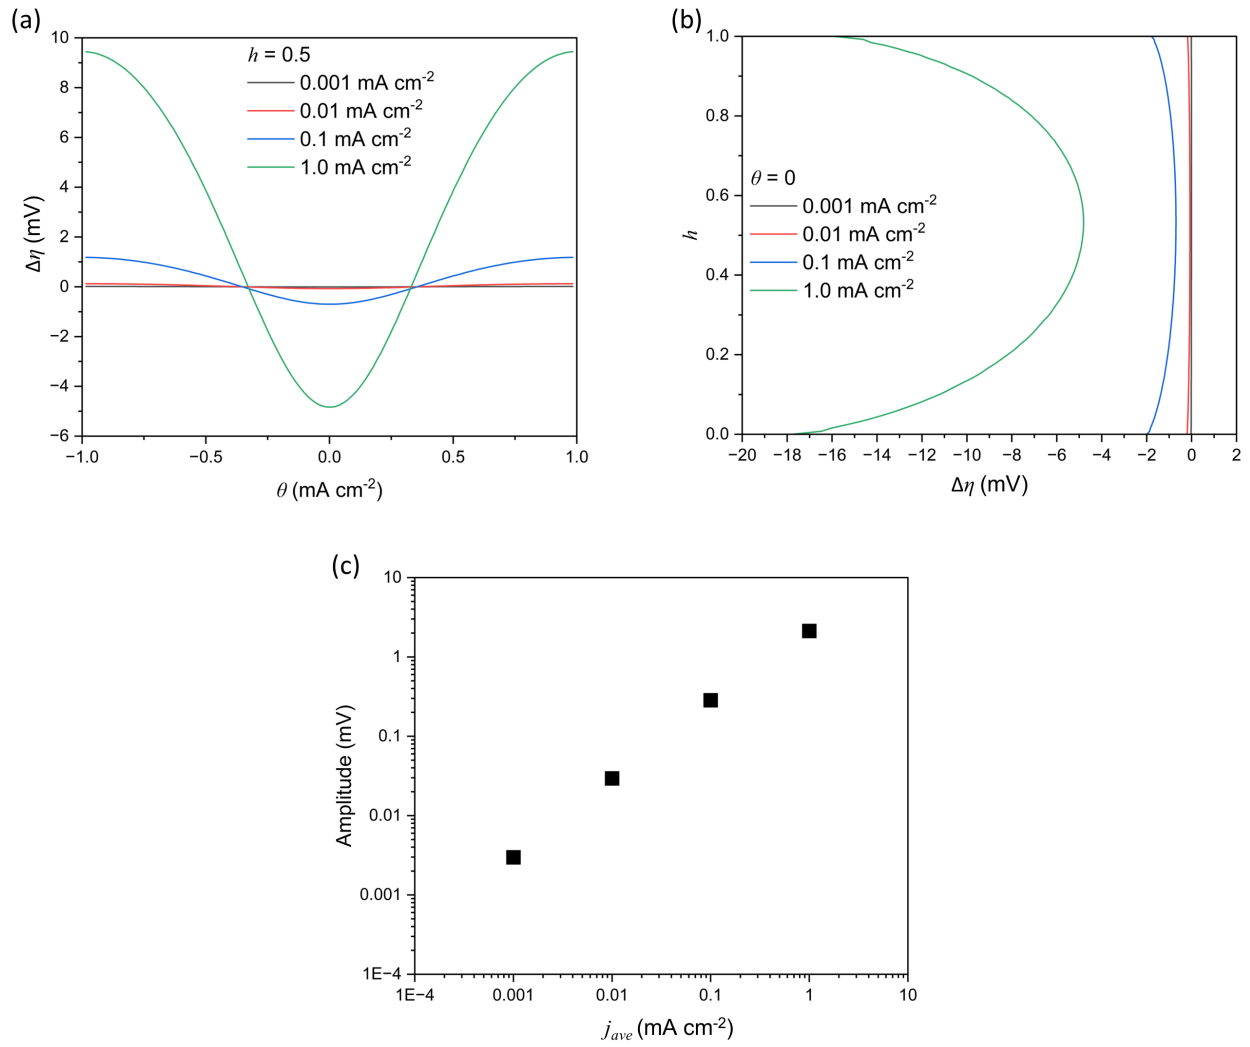 (a)
10
8
6
4
2
0
−2
−4
−6
Δη (mV)
h = 0.5
0.001 mA cm-2
0.01 mA cm-2
0.1 mA cm-2
1.0 mA cm-2
−1.0 −0.5 0.0 0.5 1.0
θ (mA cm-2)
(b)
1.0
0.8
0.6
0.4
0.2
0.0
h
θ = 0
0.001 mA cm-2
0.01 mA cm-2
0.1 mA cm-2
1.0 mA cm-2
−20 −18 −16 −14 −12 −10 −8 −6 −4 −2 0 2
Δη (mV)
(c)
10
1
0.1
0.01
0.001
1E−4
Amplitude (mV)
1E−4 0.001 0.01 0.1 1 10
jave (mA cm-2)